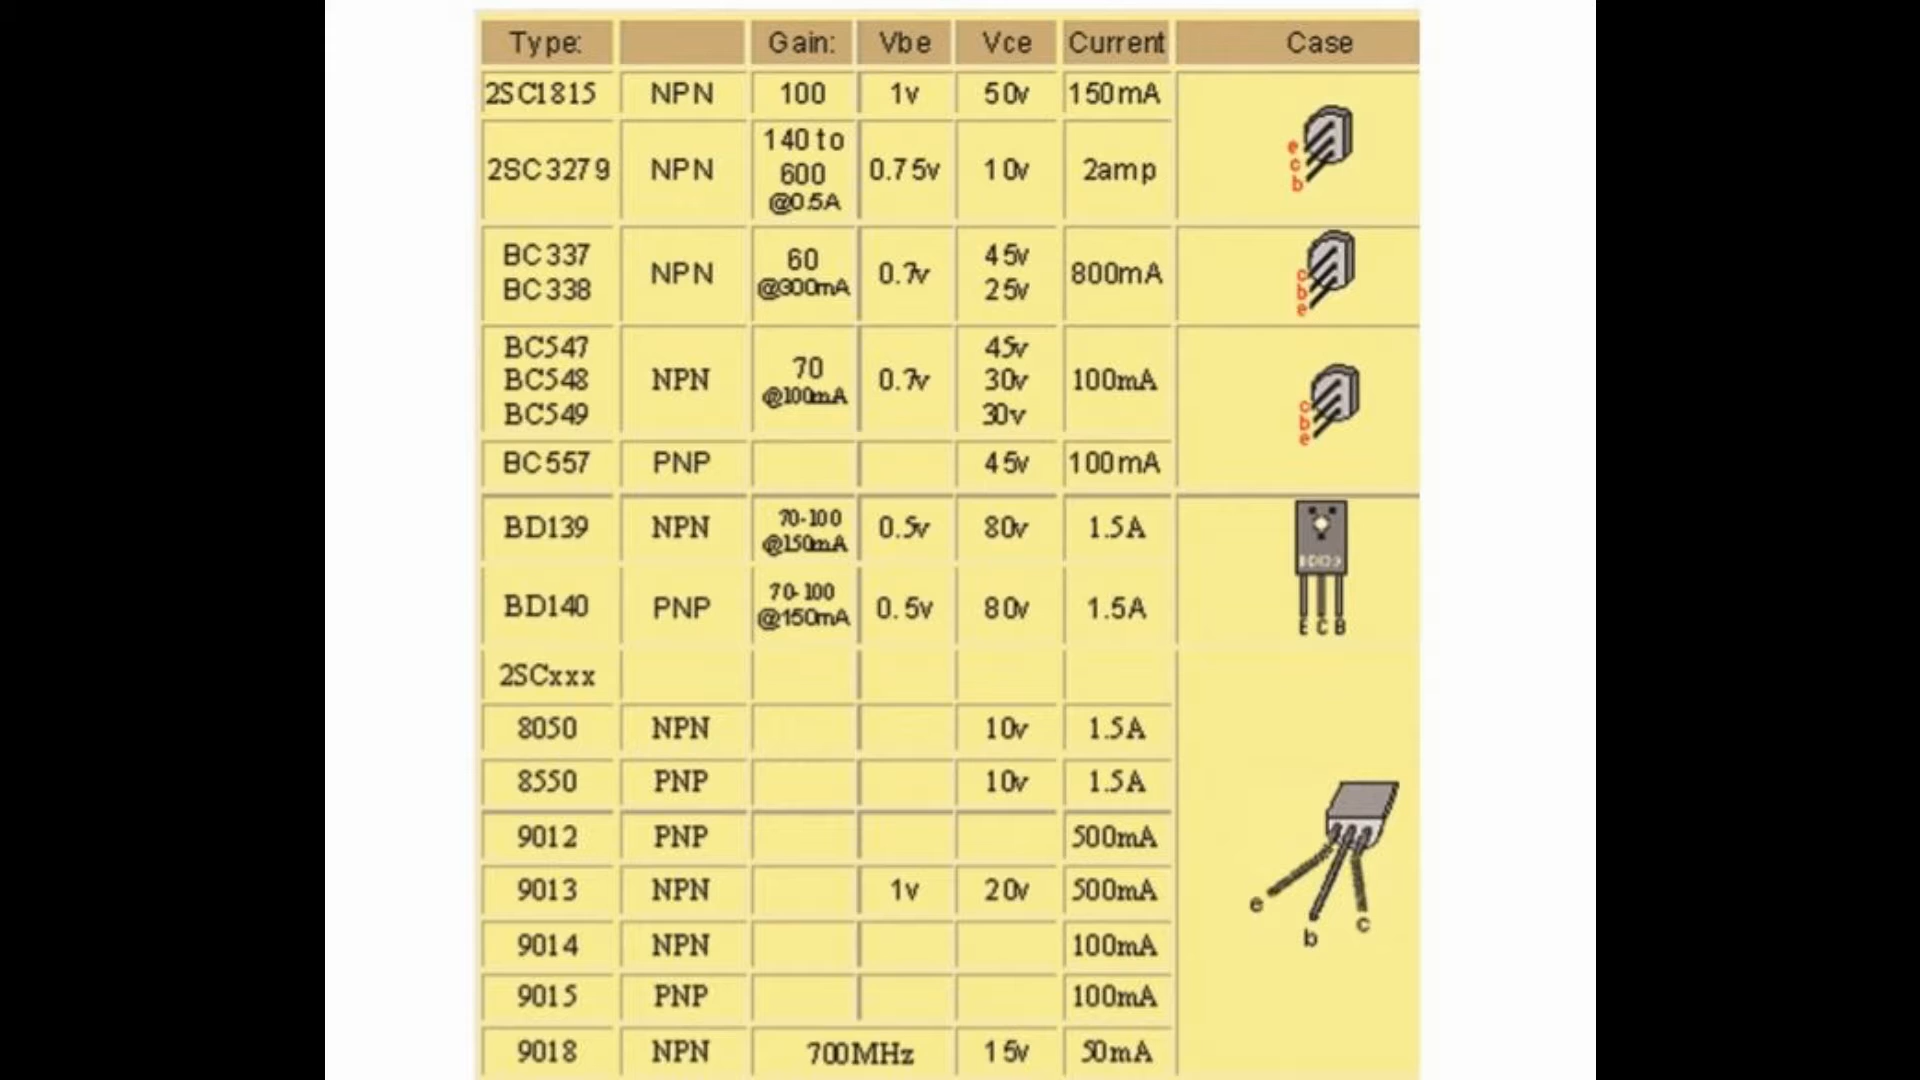 Type: Gain: Vbe Vce Current Case
2SC1815 NPN 100 1v 50v 150mA
2SC3279 NPN 140 to 600 @0.5A 0.75v 10v 2amp
e
c
b
BC337 BC338 NPN 60 @300mA 0.7v 45v 25v 800mA
c
b
e
BC547 BC548 BC549 NPN 70 @100mA 0.7v 45v 30v 30v 100mA
c
b
e
BC557 PNP 45v 100mA
BD139 NPN 70-100 @150mA 0.5v 80v 1.5A
BD139
BD140 PNP 70-100 @150mA 0.5v 80v 1.5A
E C B
2SCxxx
8050 NPN 10v 1.5A
8550 PNP 10v 1.5A
9012 PNP 500mA
9013 NPN 1v 20v 500mA
e
b
c
9014 NPN 100mA
9015 PNP 100mA
9018 NPN 700MHz 15v 50mA